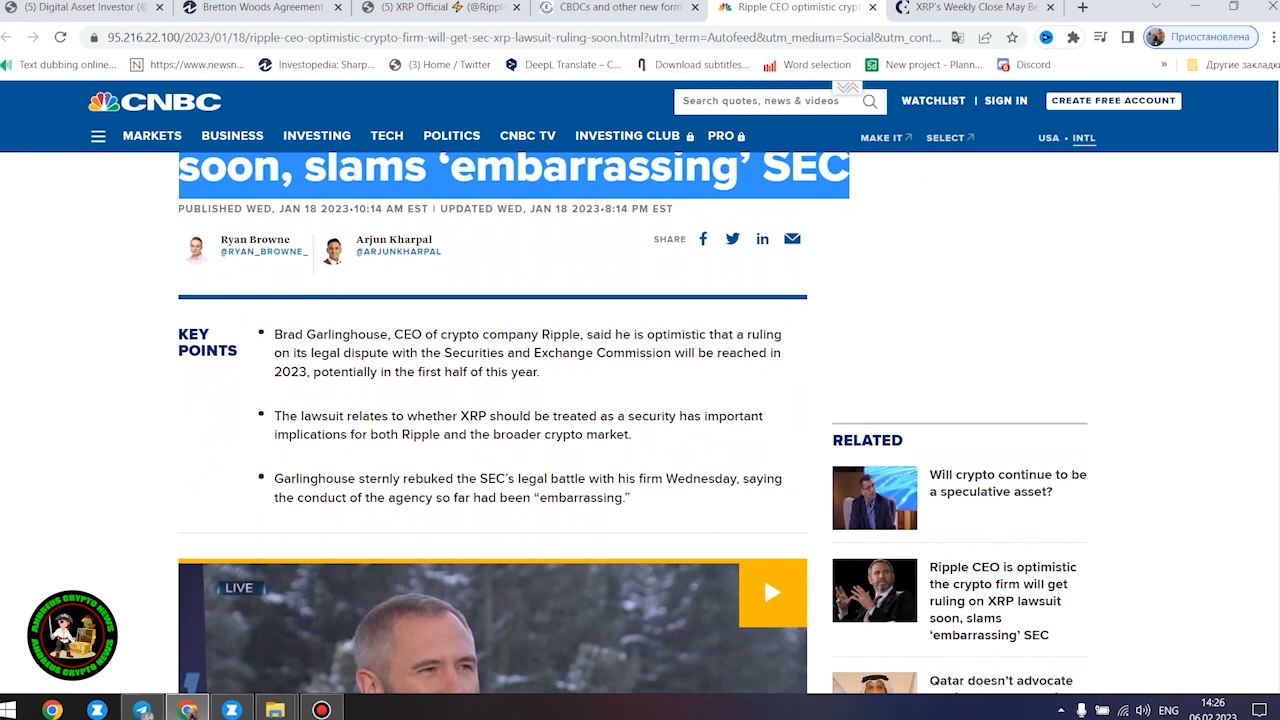 (5) Digital Asset Investor (@
Bretton Woods Agreement
(5) XRP Official ⚡ (@Rippl
CBDCs and other new form
Ripple CEO optimistic crypt
XRP's Weekly Close May Be
95.216.22.100/2023/01/18/ripple-ceo-optimistic-crypto-firm-will-get-sec-xrp-lawsuit-ruling-soon.html?utm_term=Autofeed&utm_medium=Social&utm_cont...
Приостановлена
Text dubbing online...
https://www.newsn...
Investopedia: Sharp...
(3) Home / Twitter
DeepL Translate – C...
Download subtitles...
Word selection
New project - Plann...
Discord
»
Другие закладки
CNBC
Search quotes, news & videos
WATCHLIST | SIGN IN
CREATE FREE ACCOUNT
MARKETS BUSINESS INVESTING TECH POLITICS CNBC TV INVESTING CLUB PRO
MAKE IT SELECT USA • INTL
soon, slams ‘embarrassing’ SEC
PUBLISHED WED, JAN 18 2023•10:14 AM EST | UPDATED WED, JAN 18 2023•8:14 PM EST
Ryan Browne
@RYAN_BROWNE_
Arjun Kharpal
@ARJUNKHARPAL
SHARE
KEY
POINTS
Brad Garlinghouse, CEO of crypto company Ripple, said he is optimistic that a ruling
on its legal dispute with the Securities and Exchange Commission will be reached in
2023, potentially in the first half of this year.
The lawsuit relates to whether XRP should be treated as a security has important
implications for both Ripple and the broader crypto market.
Garlinghouse sternly rebuked the SEC’s legal battle with his firm Wednesday, saying
the conduct of the agency so far had been “embarrassing.”
LIVE
RELATED
Will crypto continue to be
a speculative asset?
Ripple CEO is optimistic
the crypto firm will get
ruling on XRP lawsuit
soon, slams
‘embarrassing’ SEC
Qatar doesn’t advocate
ANDREUS CRYPTO NEWS
ANDREUS CRYPTO NEWS
ENG
14:26
06.02.2023